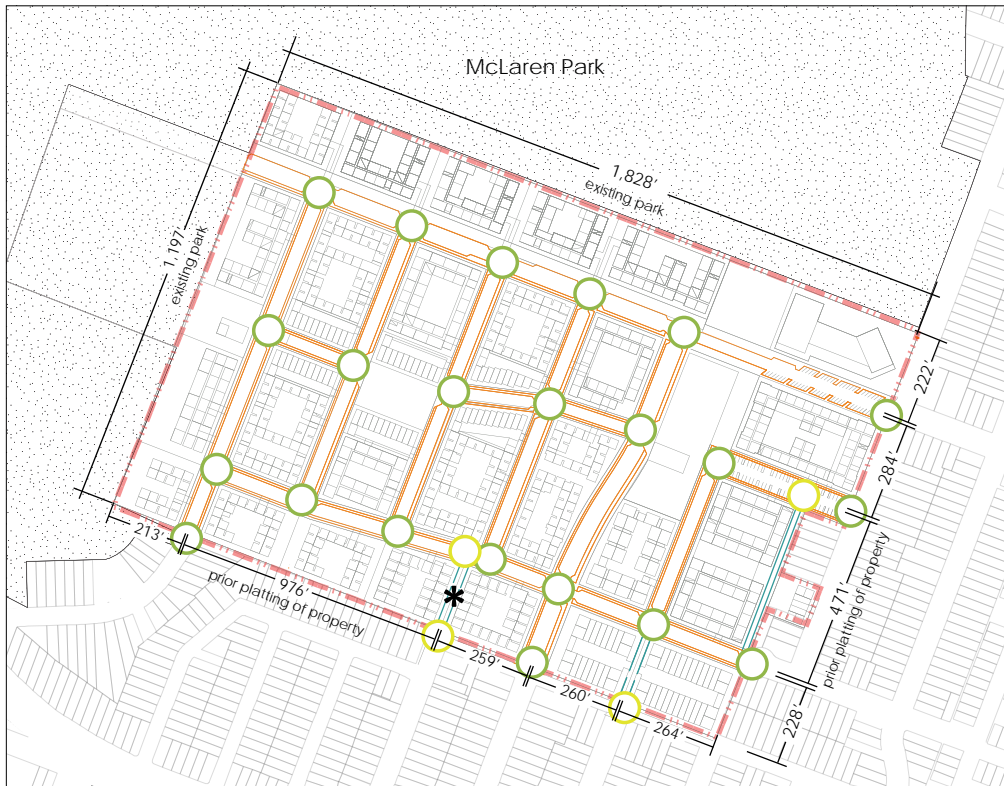 McLaren Park
1,828'
existing park
1,197'
existing park
222'
284'
471'
prior platting of property
228'
213'
976'
prior platting of property
*
259'
260'
264'